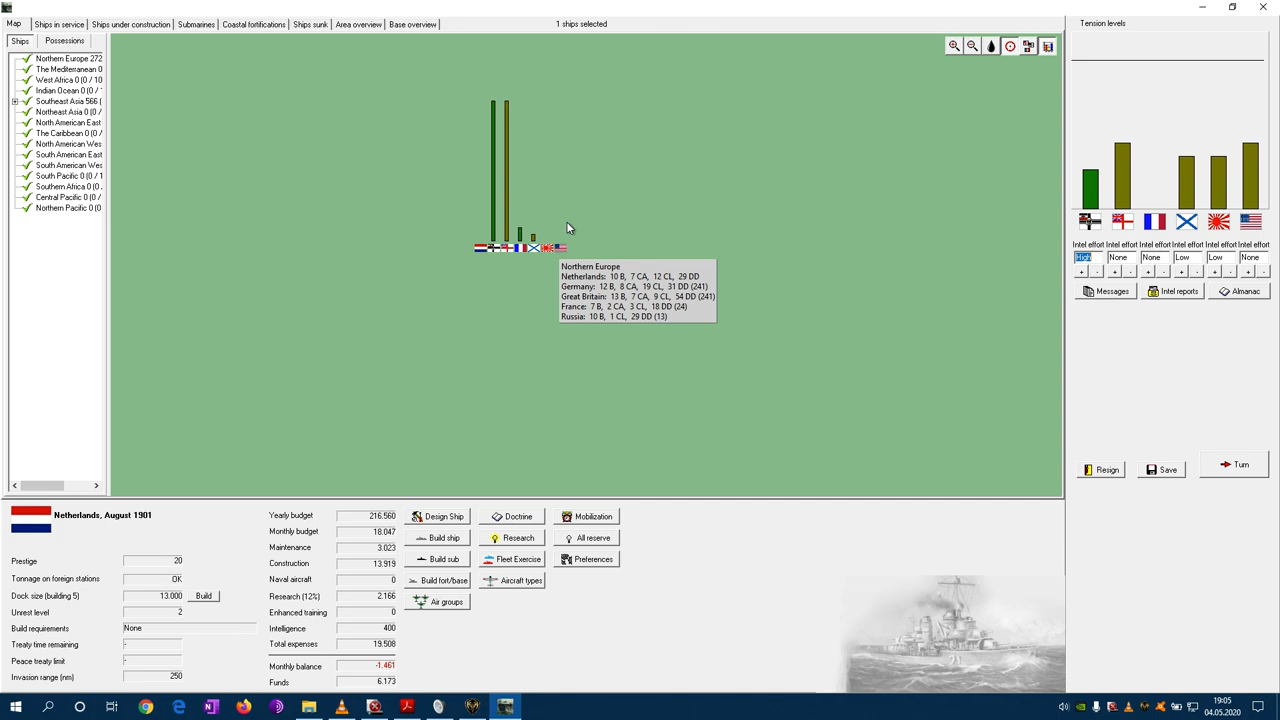 Map
Ships in service
Ships under construction
Submarines
Coastal fortifications
Ships sunk
Area overview
Base overview
1 ships selected
Tension levels
Ships
Possessions
Northern Europe 272
The Mediterranean 0
West Africa 0 (0 / 10
Indian Ocean 0 (0 /
Southeast Asia 566 (
Northeast Asia 0 (0 /
North American East
The Caribbean 0 (0 /
North American West
South American East
South American Wes
South Pacific 0 (0 / 1
Southern Africa 0 (0
Central Pacific 0 (0 /
Northern Pacific 0 (0
Northern Europe
Netherlands: 10 B, 7 CA, 12 CL, 29 DD
Germany: 12 B, 8 CA, 19 CL, 31 DD (241)
Great Britain: 13 B, 7 CA, 9 CL, 54 DD (241)
France: 7 B, 2 CA, 3 CL, 18 DD (24)
Russia: 10 B, 1 CL, 29 DD (13)
Intel effort Intel effort Intel effort Intel effort Intel effort Intel effort
High None None Low Low None
+ - + - + - + - + - + -
Messages
Intel reports
Almanac
Resign
Save
Turn
Netherlands, August 1901
Prestige 20
Tonnage on foreign stations OK
Dock size (building 5) 13.000 Build
Unrest level 2
Build requirements None
Treaty time remaining -
Peace treaty limit -
Invasion range (nm) 250
Yearly budget 216.560
Monthly budget 18.047
Maintenance 3.023
Construction 13.919
Naval aircraft 0
Research (12%) 2.166
Enhanced training 0
Intelligence 400
Total expenses 19.508
Monthly balance -1.461
Funds 6.173
Design Ship
Doctrine
Mobilization
Build ship
Research
All reserve
Build sub
Fleet Exercise
Preferences
Build fort/base
Aircraft types
Air groups
19:05
04.05.2020